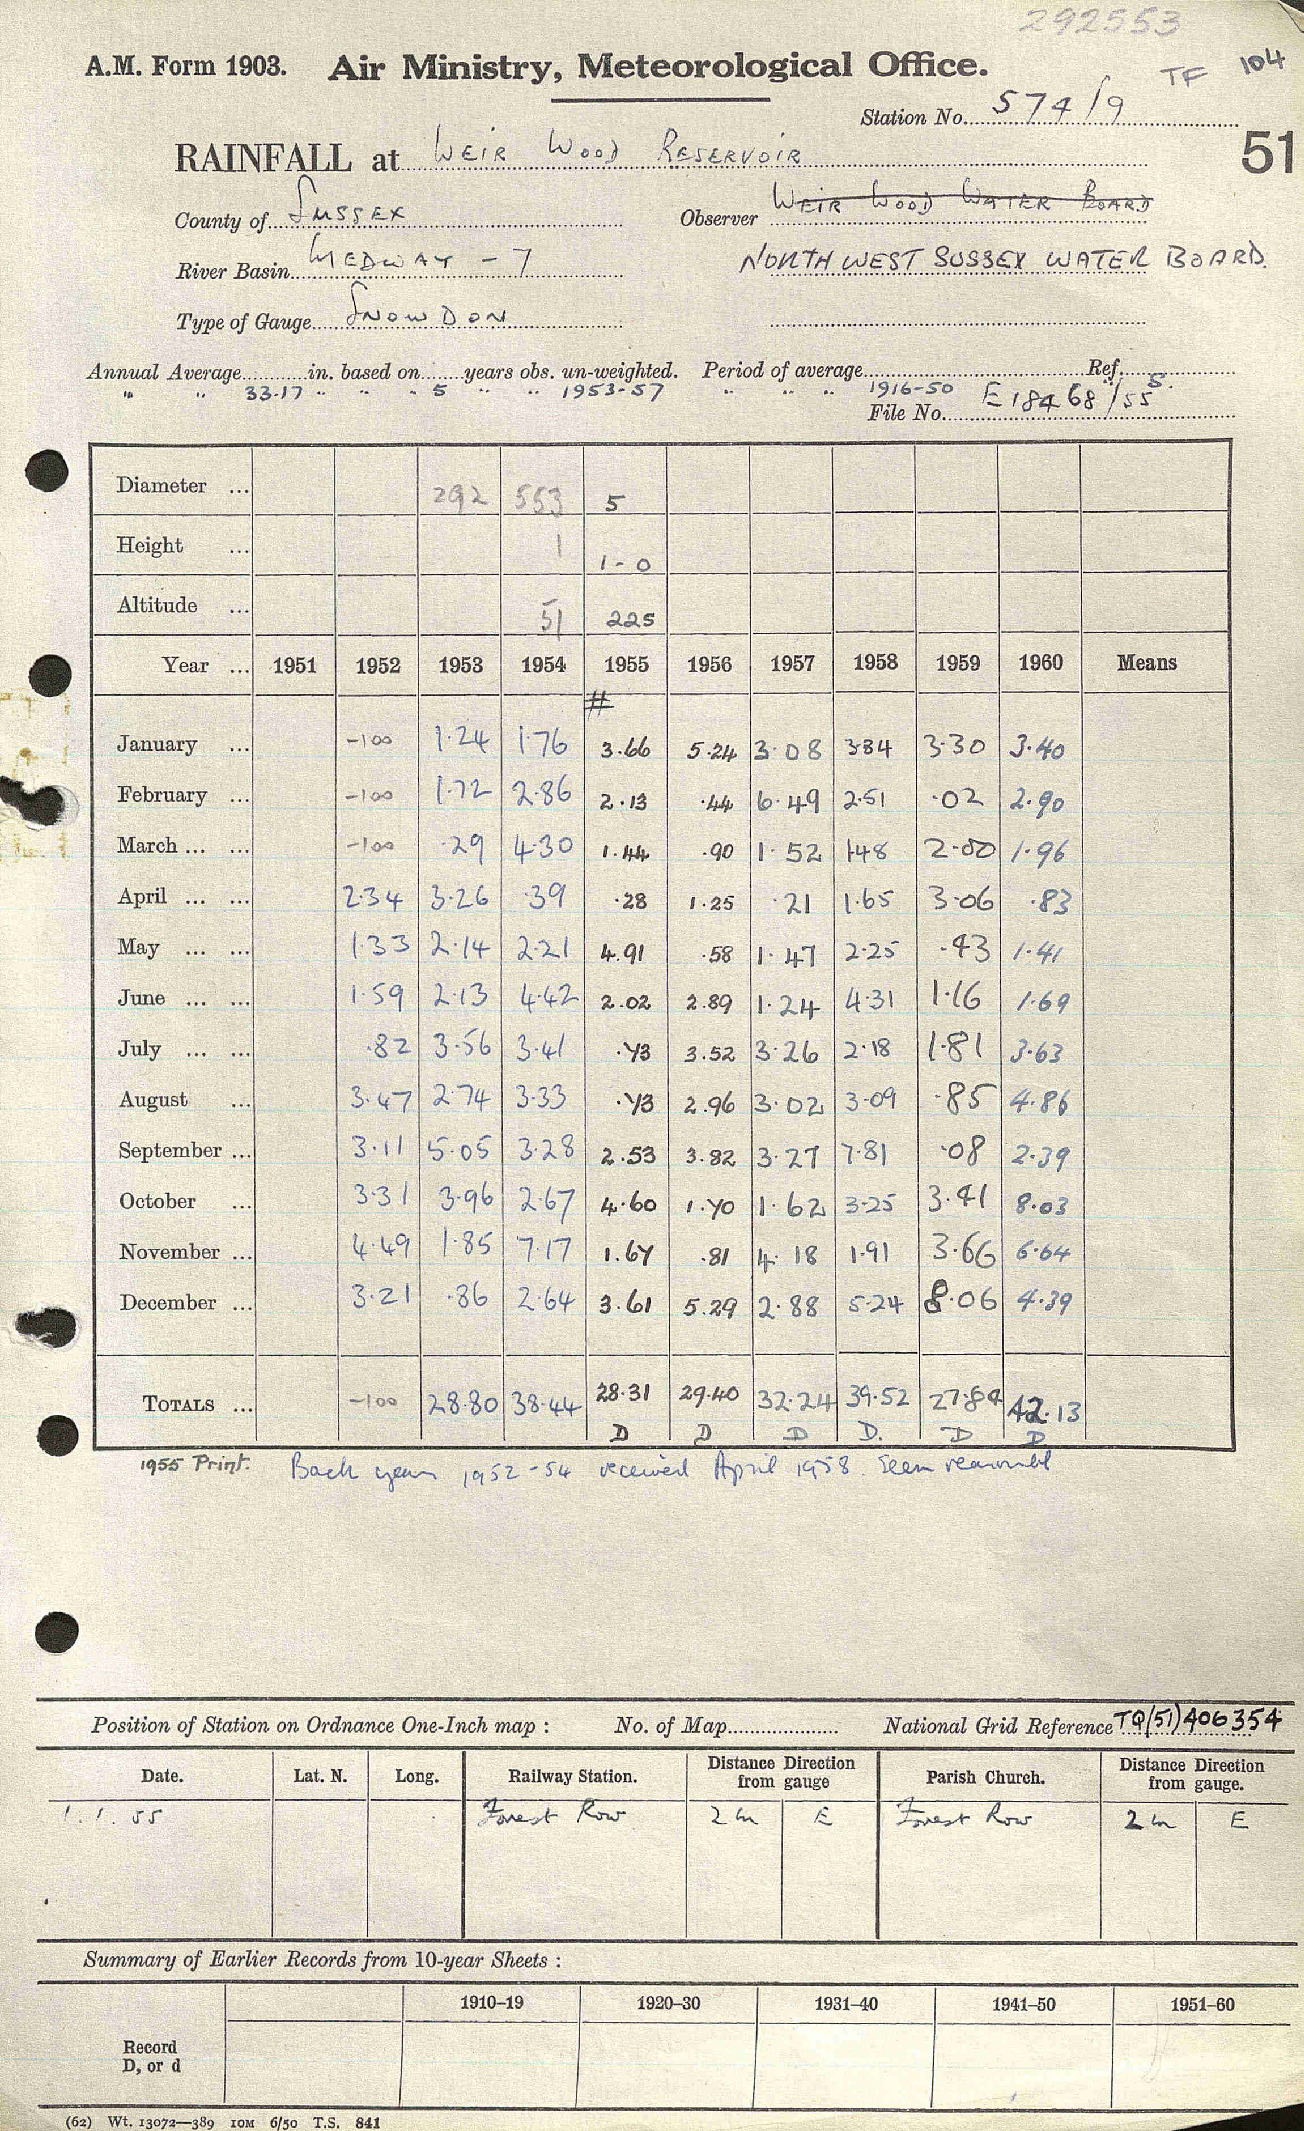 292553
A.M. Form 1903. Air Ministry, Meteorological Office. TF 104
Station No. 574/9
RAINFALL at WEIR WOOD RESERVOIR 51
County of SUSSEX Observer WEIR WOOD WATER BOARD
River Basin MEDWAY - 7 NORTH WEST SUSSEX WATER BOARD.
Type of Gauge SNOWDON
Annual Average in. based on years obs. un-weighted. Period of average Ref.
" " 33.17 " " " 5 " " 1953-57 " " " 1916-50 " 5.
File No. E 18468/55
Diameter ... 292 553 5
Height ... 1 1-0
Altitude ... 51 225
Year ... 1951 1952 1953 1954 1955 1956 1957 1958 1959 1960 Means
#
January ... -100 1.24 1.76 3.66 5.24 3.08 3.84 3.30 3.40
February ... -100 1.72 2.86 2.13 .44 6.49 2.51 .02 2.90
March ... ... -100 .29 4.30 1.44 .90 1.52 1.48 2.00 1.96
April ... ... 2.34 3.26 .39 .28 1.25 .21 1.65 3.06 .83
May ... ... 1.33 2.14 2.21 4.91 .58 1.47 2.25 .43 1.41
June ... ... 1.59 2.13 4.42 2.02 2.89 1.24 4.31 1.16 1.69
July ... ... .82 3.56 3.41 .73 3.52 3.26 2.18 1.81 3.63
August ... 3.47 2.74 3.33 .73 2.96 3.02 3.09 .85 4.86
September ... 3.11 5.05 3.28 2.53 3.82 3.27 7.81 .08 2.39
October ... 3.31 3.96 2.67 4.60 1.70 1.62 3.25 3.41 8.03
November ... 4.49 1.85 7.17 1.67 .81 4.18 1.91 3.66 6.64
December ... 3.21 .86 2.64 3.61 5.29 2.88 5.24 8.06 4.39
TOTALS ... -100 28.80 38.44 28.31 29.40 32.24 39.52 27.84 42.13
D D D D. D D
1955 Print. Back years 1952-54 received April 1958. Seem reasonable
Position of Station on Ordnance One-Inch map : No. of Map National Grid Reference TQ(51)406354
Date. Lat. N. Long. Railway Station. Distance Direction from gauge Parish Church. Distance Direction from gauge.
1.1.55 Forest Row 2m E Forest Row 2m E
Summary of Earlier Records from 10-year Sheets :
1910-19 1920-30 1931-40 1941-50 1951-60
Record
D, or d
(62) Wt. 13072—389 10M 6/50 T.S. 841